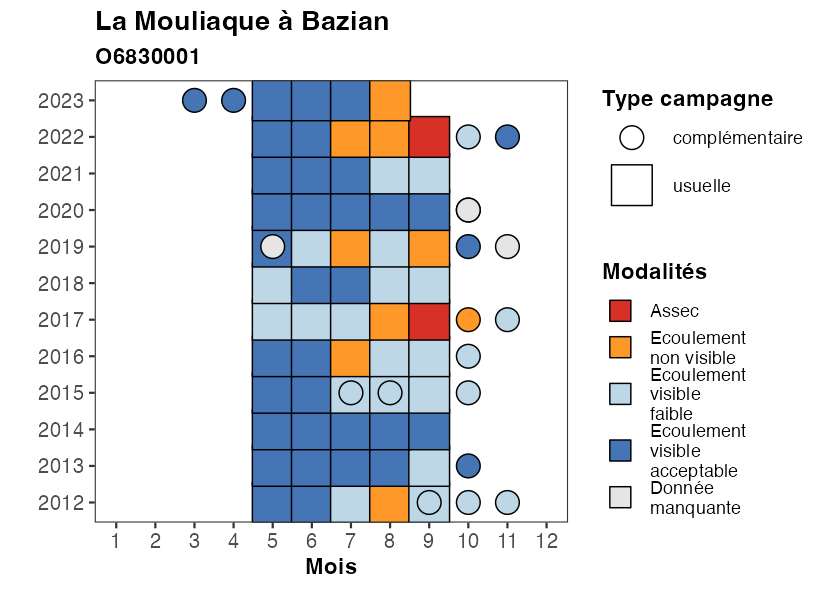 La Mouliaque à Bazian
O6830001
2023
2022
2021
2020
2019
2018
2017
2016
2015
2014
2013
2012
1 2 3 4 5 6 7 8 9 10 11 12
Mois
Type campagne
complémentaire
usuelle
Modalités
Assec
Ecoulement
non visible
Ecoulement
visible
faible
Ecoulement
visible
acceptable
Donnée
manquante